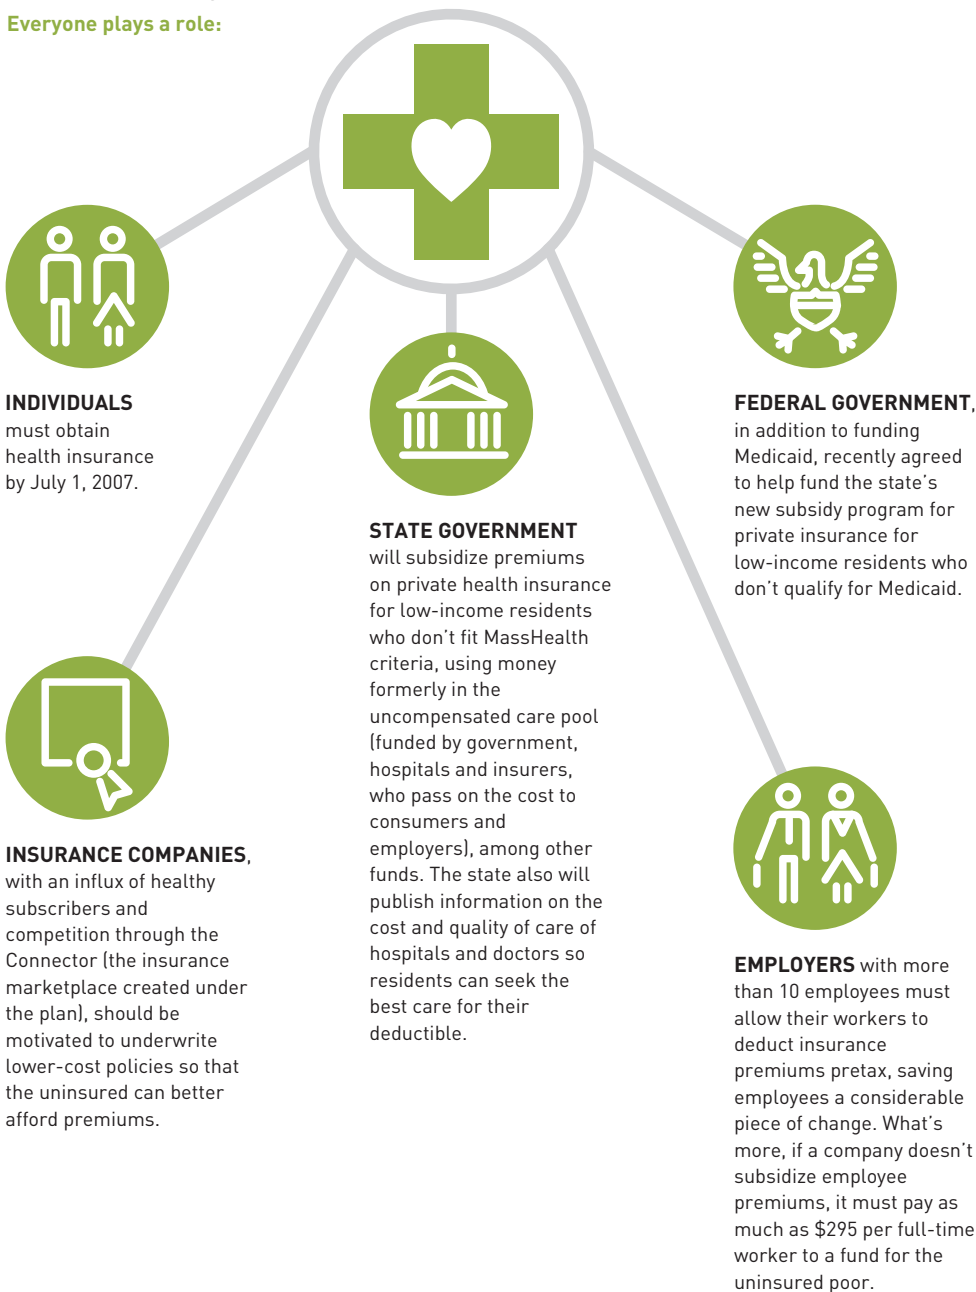 Everyone plays a role:
INDIVIDUALS
must obtain
health insurance
by July 1, 2007.
INSURANCE COMPANIES,
with an influx of healthy
subscribers and
competition through the
Connector (the insurance
marketplace created under
the plan), should be
motivated to underwrite
lower-cost policies so that
the uninsured can better
afford premiums.
STATE GOVERNMENT
will subsidize premiums
on private health insurance
for low-income residents
who don't fit MassHealth
criteria, using money
formerly in the
uncompensated care pool
(funded by government,
hospitals and insurers,
who pass on the cost to
consumers and
employers), among other
funds. The state also will
publish information on the
cost and quality of care of
hospitals and doctors so
residents can seek the
best care for their
deductible.
FEDERAL GOVERNMENT,
in addition to funding
Medicaid, recently agreed
to help fund the state's
new subsidy program for
private insurance for
low-income residents who
don't qualify for Medicaid.
EMPLOYERS with more
than 10 employees must
allow their workers to
deduct insurance
premiums pretax, saving
employees a considerable
piece of change. What's
more, if a company doesn't
subsidize employee
premiums, it must pay as
much as $295 per full-time
worker to a fund for the
uninsured poor.